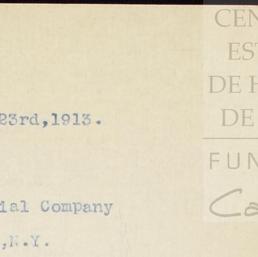 CEN
EST
DE H
DE
FUN
Ca
23rd,1913.
ial Company
,N.Y.